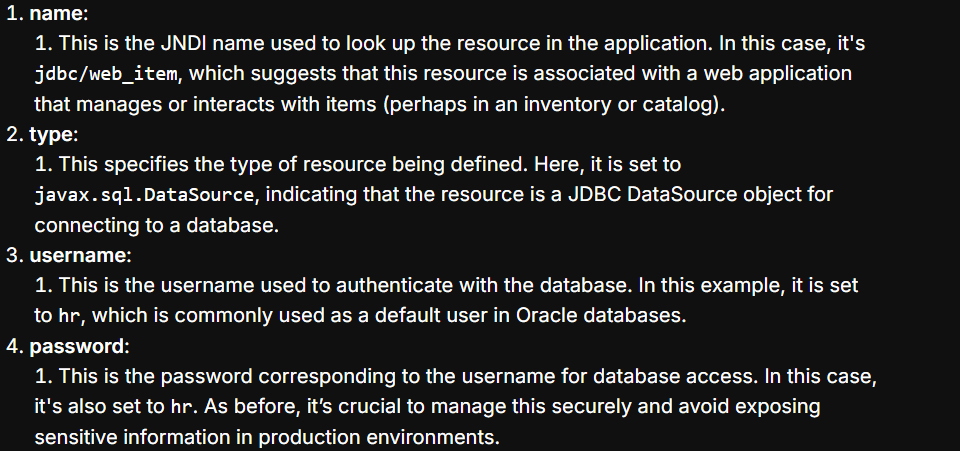 1. name:
1. This is the JNDI name used to look up the resource in the application. In this case, it's
jdbc/web_item, which suggests that this resource is associated with a web application
that manages or interacts with items (perhaps in an inventory or catalog).
2. type:
1. This specifies the type of resource being defined. Here, it is set to
javax.sql.DataSource, indicating that the resource is a JDBC DataSource object for
connecting to a database.
3. username:
1. This is the username used to authenticate with the database. In this example, it is set
to hr, which is commonly used as a default user in Oracle databases.
4. password:
1. This is the password corresponding to the username for database access. In this case,
it's also set to hr. As before, it’s crucial to manage this securely and avoid exposing
sensitive information in production environments.